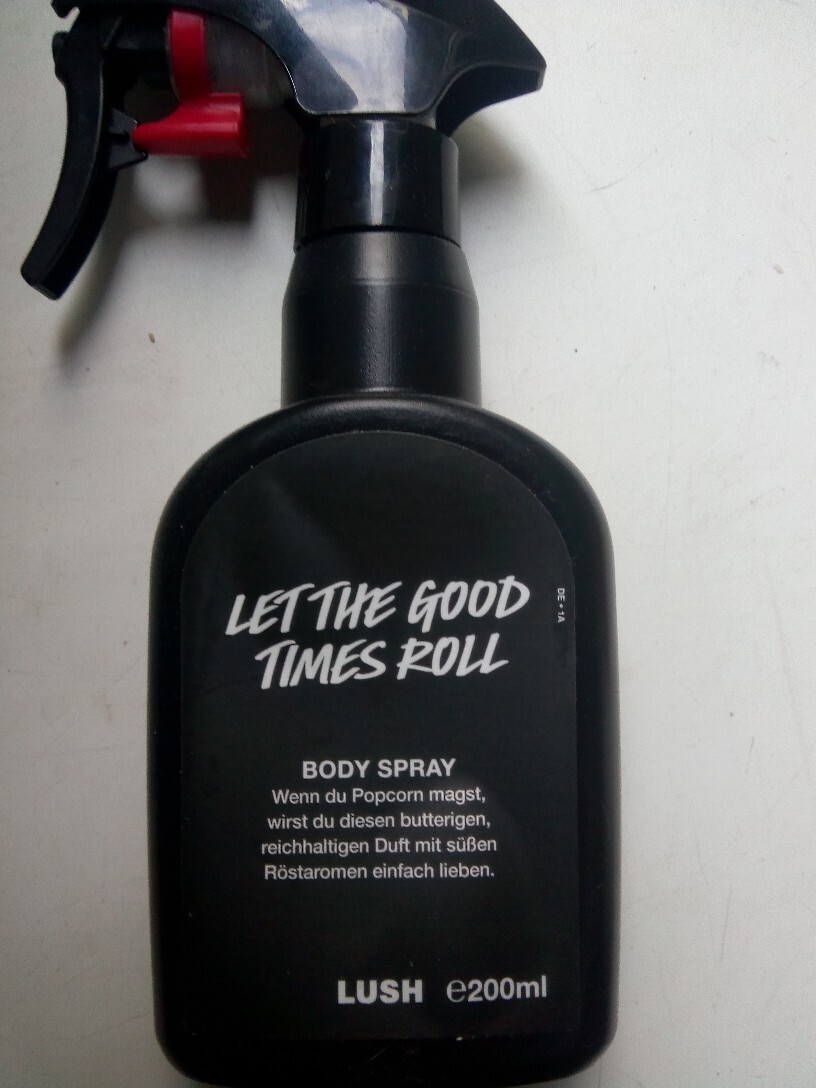 LET THE GOOD
TIMES ROLL
DE • 1A
BODY SPRAY
Wenn du Popcorn magst,
wirst du diesen butterigen,
reichhaltigen Duft mit süßen
Röstaromen einfach lieben.
LUSH ℮200ml